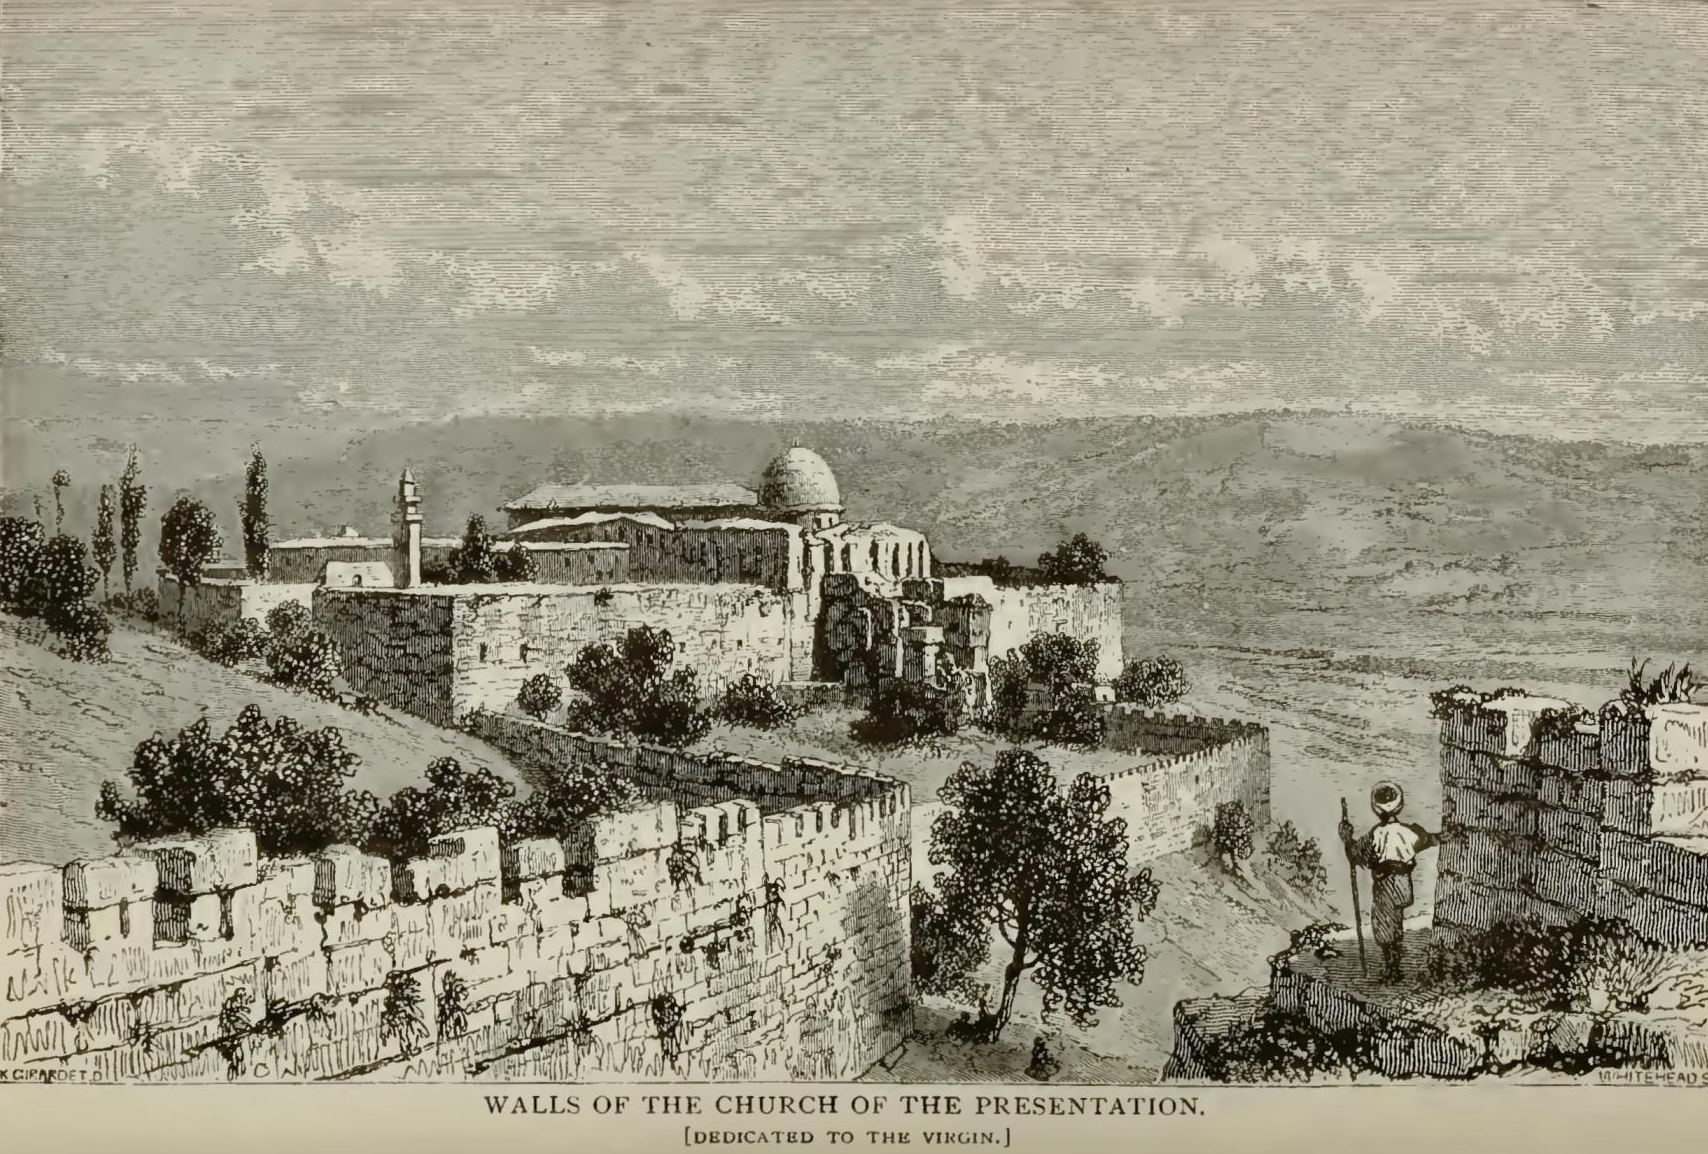 K. GIRARDET. D
WHITEHEAD S
WALLS OF THE CHURCH OF THE PRESENTATION.
[DEDICATED TO THE VIRGIN.]